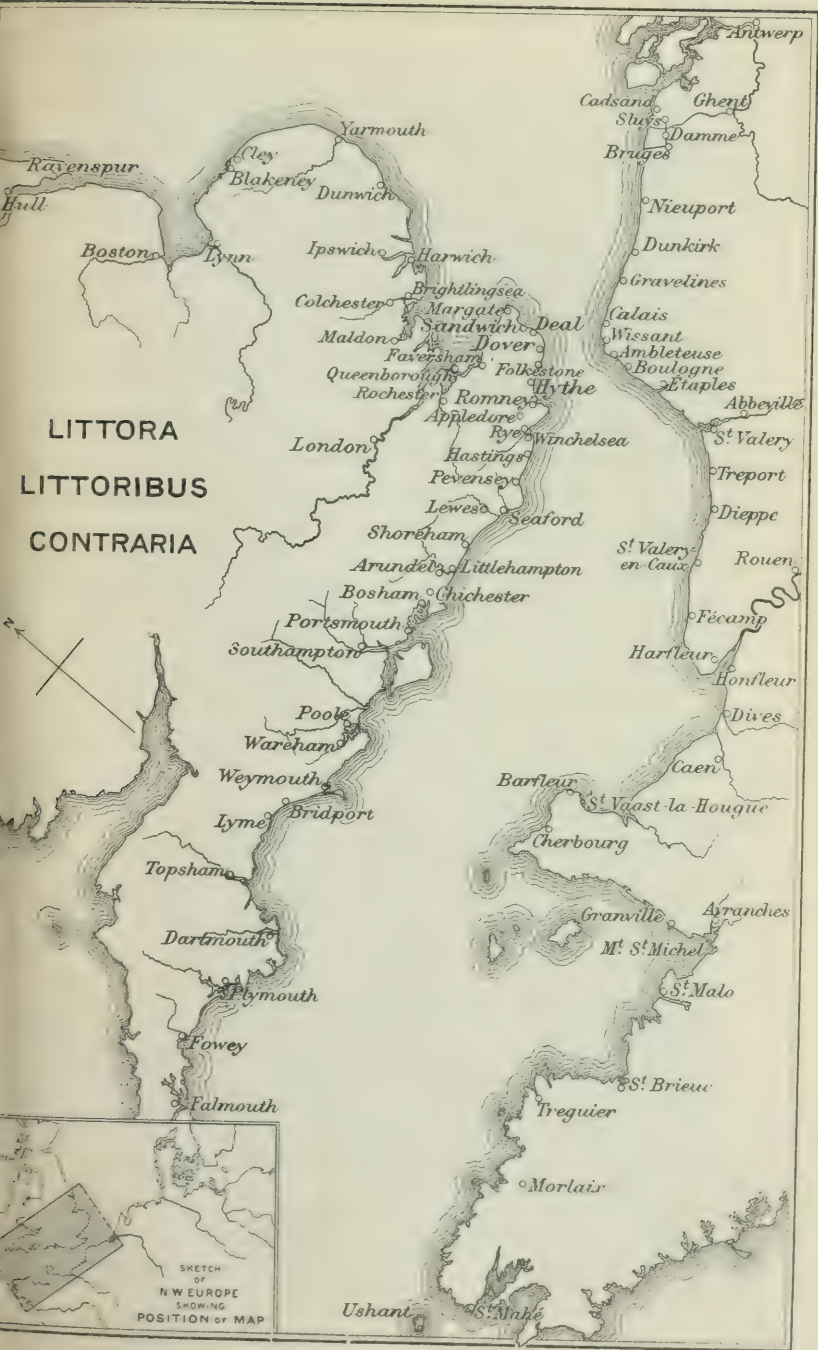 Antwerp
Cadsand
Ghent
Sluys
Damme
Bruges
Nieuport
Dunkirk
Gravelines
Calais
Wissant
Ambleteuse
Boulogne
Etaples
Abbeville
St. Valery
Treport
Dieppe
St. Valery-
en-Caux
Rouen
Fécamp
Harfleur
Honfleur
Dives
Caen
Barfleur
St. Vaast-la-Hougue
Cherbourg
Granville
Avranches
Mt. St. Michel
St. Malo
St. Brieuc
Treguier
Morlaix
Ushant
St. Mahé
Ravenspur
Hull
Boston
Lynn
Cley
Blakeney
Yarmouth
Dunwich
Ipswich
Harwich
Brightlingsea
Colchester
Margate
Maldon
Sandwich
Deal
Dover
Faversham
Folkestone
Queenborough
Hythe
Rochester
Romney
Appledore
Rye
Winchelsea
London
Hastings
Pevensey
Lewes
Seaford
Shoreham
Arundel
Littlehampton
Bosham
Chichester
Portsmouth
Southampton
Poole
Wareham
Weymouth
Bridport
Lyme
Topsham
Dartmouth
Plymouth
Fowey
Falmouth
LITTORA
LITTORIBUS
CONTRARIA
N
SKETCH
OF
N W EUROPE
SHOWING
POSITION OF MAP